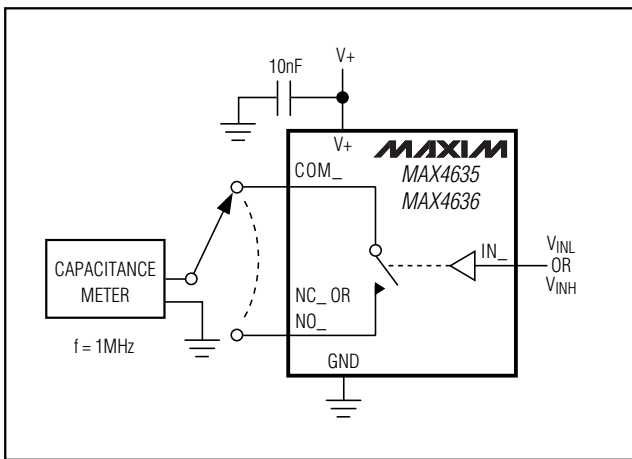 V+
10nF
V+
MAXIM
MAX4635
MAX4636
COM_
IN_
VINL
OR
VINH
CAPACITANCE
METER
NC_ OR
NO_
f = 1MHz
GND